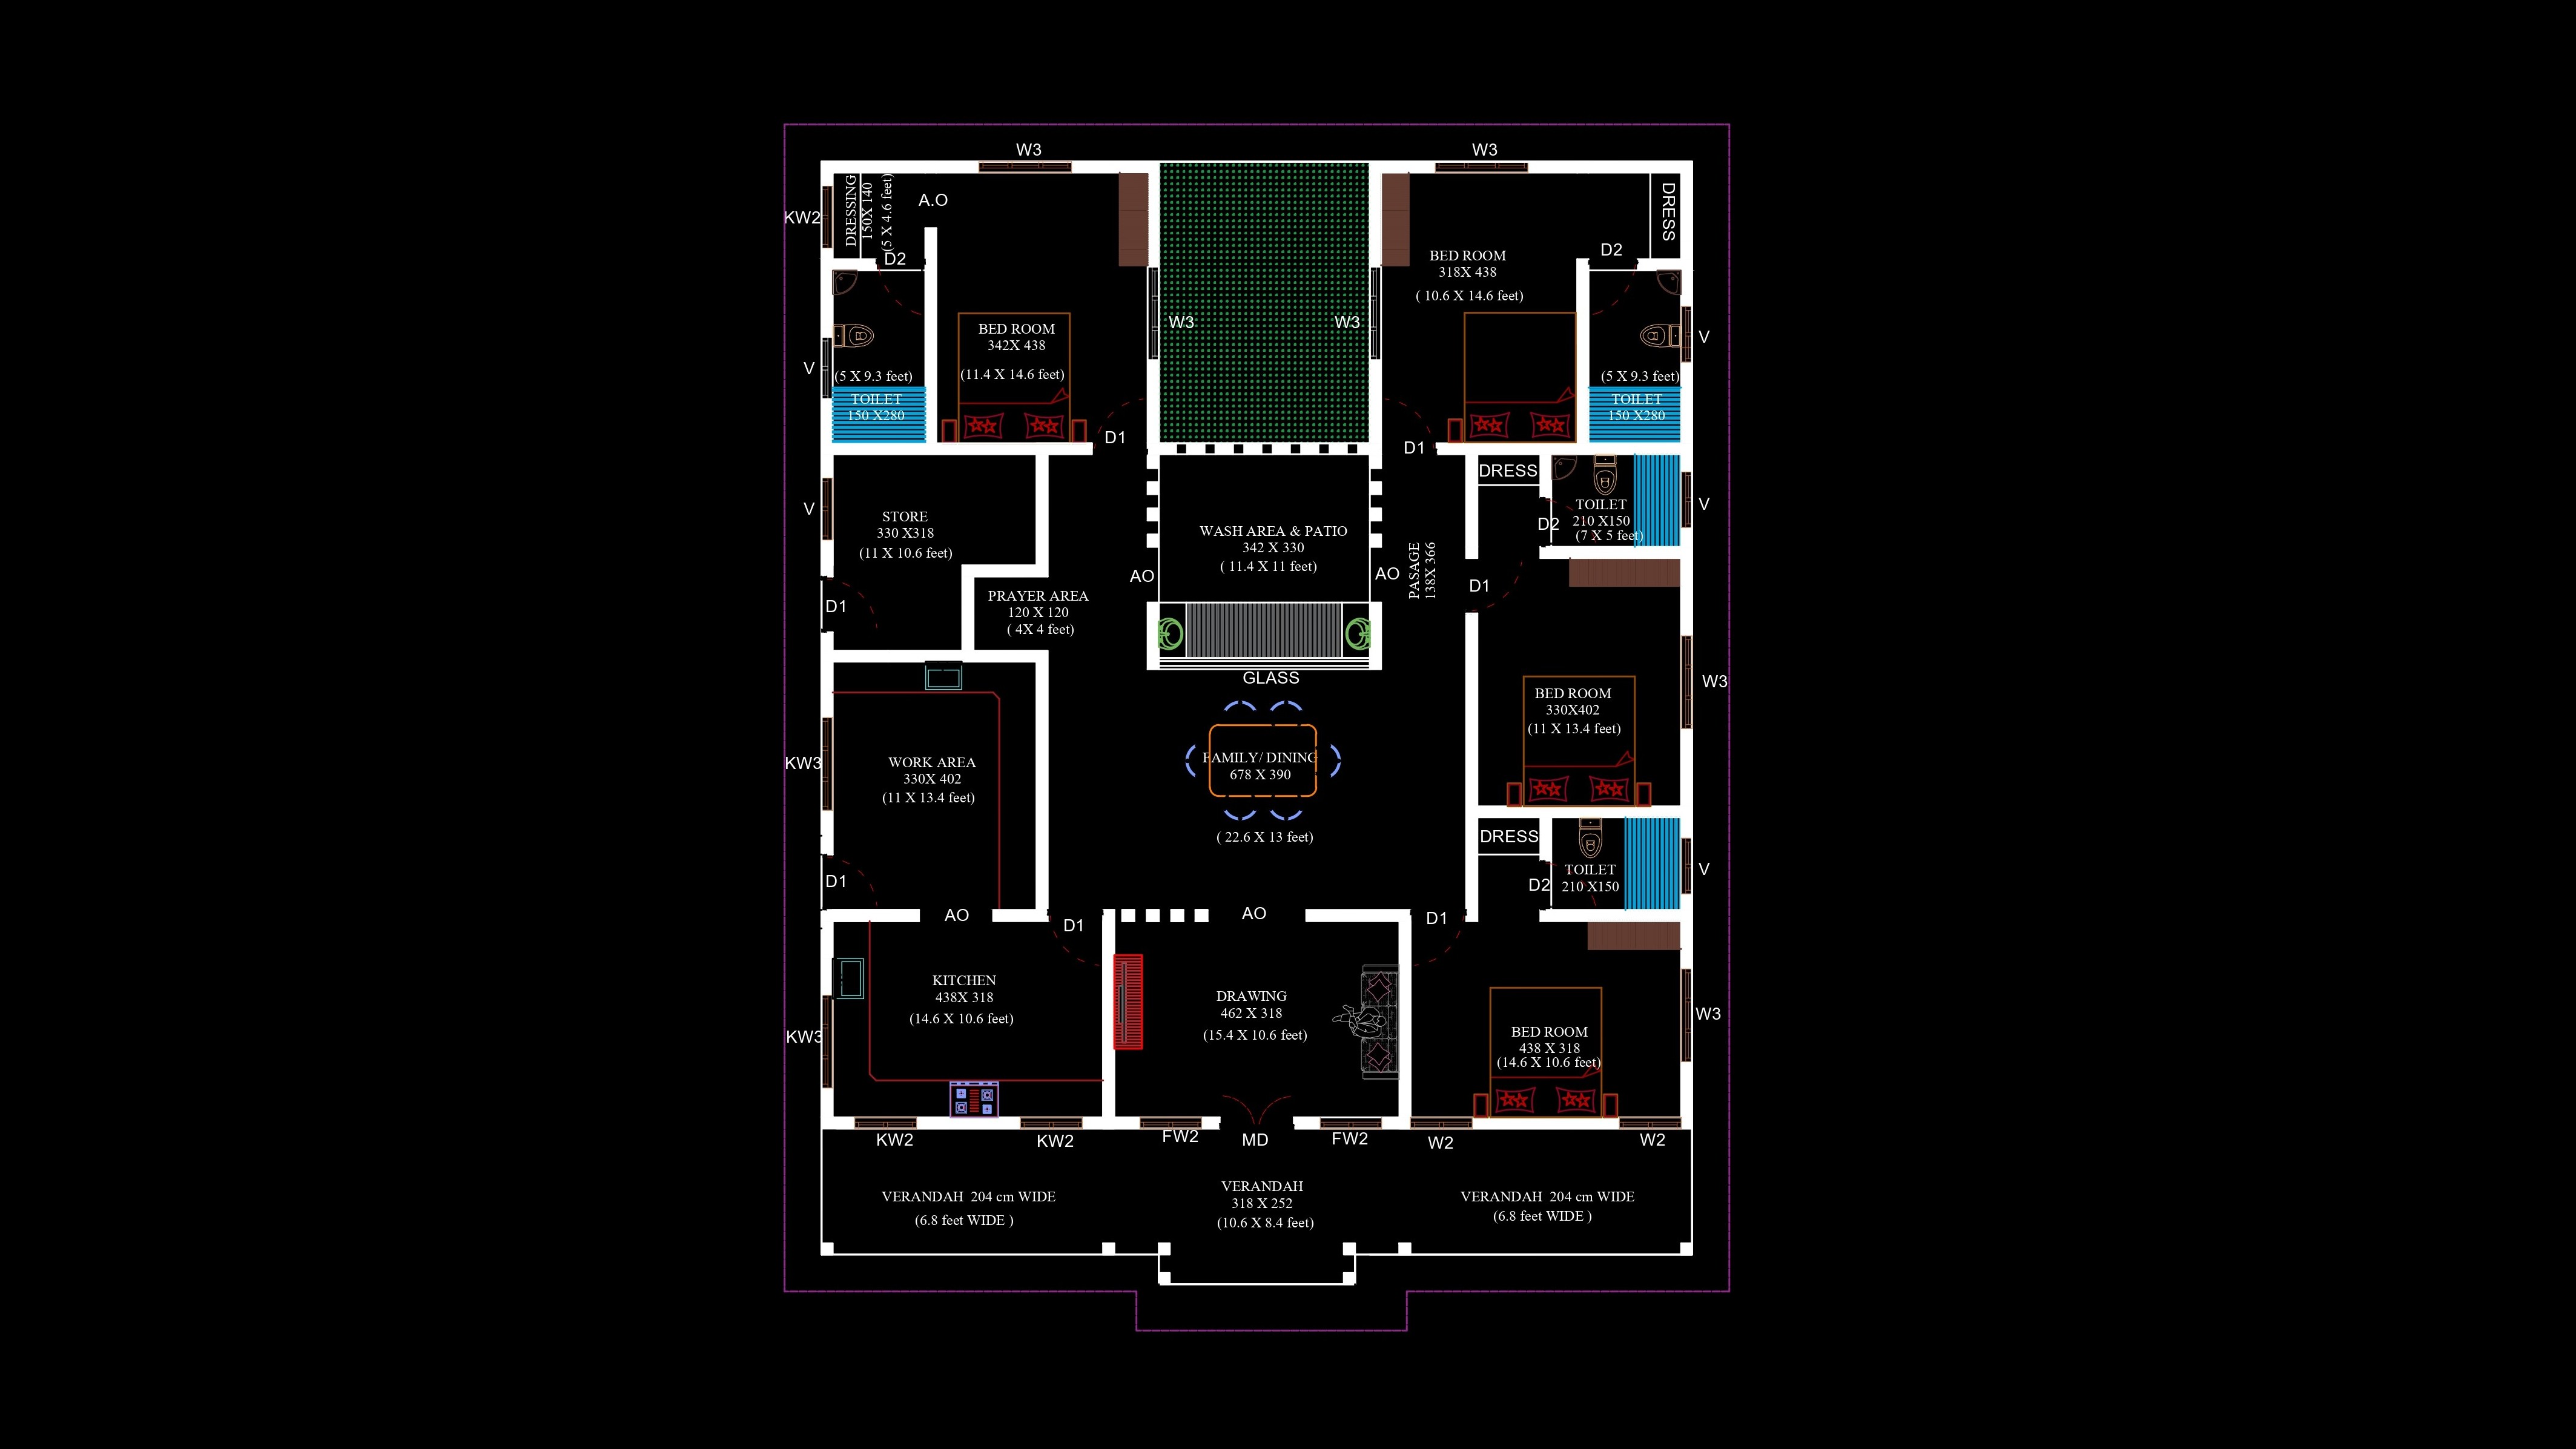 W3
W3
KW2
DRESSING
150X 140
(5 X 4.6 feet)
A.O
D2
DRESS
D2
BED ROOM
318X 438
( 10.6 X 14.6 feet)
BED ROOM
342X 438
(11.4 X 14.6 feet)
W3
W3
V
V
(5 X 9.3 feet)
TOILET
150 X280
(5 X 9.3 feet)
TOILET
150 X280
D1
D1
DRESS
V
STORE
330 X318
(11 X 10.6 feet)
WASH AREA & PATIO
342 X 330
( 11.4 X 11 feet)
TOILET
210 X150
(7 X 5 feet)
D2
V
AO
AO
PASAGE
138X 366
D1
D1
PRAYER AREA
120 X 120
( 4X 4 feet)
GLASS
BED ROOM
330X402
(11 X 13.4 feet)
W3
KW3
WORK AREA
330X 402
(11 X 13.4 feet)
FAMILY/ DINING
678 X 390
( 22.6 X 13 feet)
DRESS
D1
TOILET
210 X150
D2
V
AO
D1
AO
D1
KITCHEN
438X 318
(14.6 X 10.6 feet)
DRAWING
462 X 318
(15.4 X 10.6 feet)
BED ROOM
438 X 318
(14.6 X 10.6 feet)
W3
KW3
KW2
KW2
FW2
MD
FW2
W2
W2
VERANDAH 204 cm WIDE
(6.8 feet WIDE )
VERANDAH
318 X 252
(10.6 X 8.4 feet)
VERANDAH 204 cm WIDE
(6.8 feet WIDE )